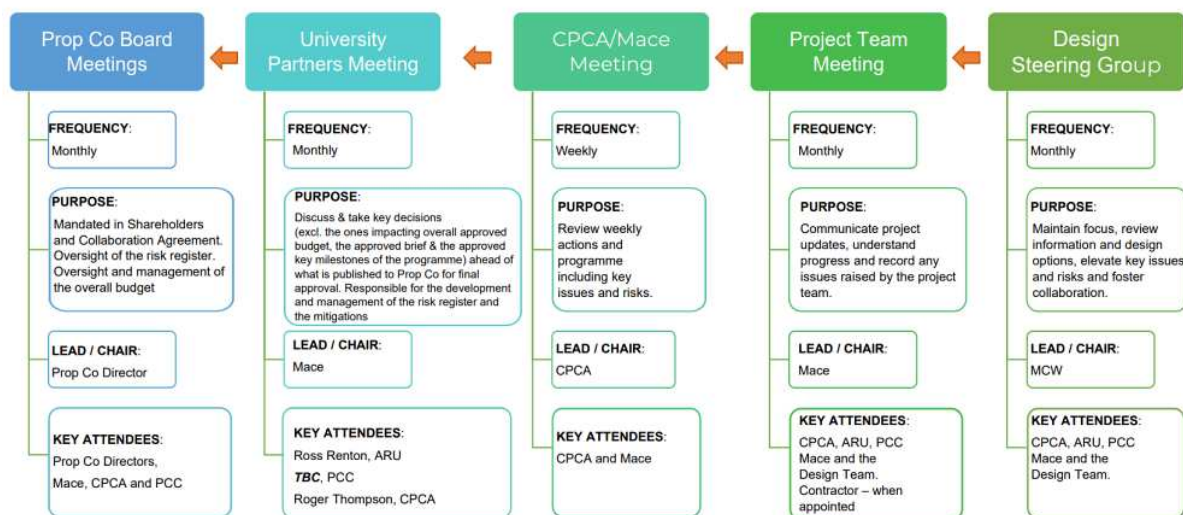 Prop Co Board
Meetings
FREQUENCY:
Monthly
PURPOSE:
Mandated in Shareholders
and Collaboration Agreement.
Oversight of the risk register.
Oversight and management of
the overall budget
LEAD / CHAIR:
Prop Co Director
KEY ATTENDEES:
Prop Co Directors,
Mace, CPCA and PCC
University
Partners Meeting
FREQUENCY:
Monthly
PURPOSE:
Discuss & take key decisions
(excl. the ones impacting overall approved
budget, the approved brief & the approved
key milestones of the programme) ahead of
what is published to Prop Co for final
approval. Responsible for the development
and management of the risk register and
the mitigations
LEAD / CHAIR:
Mace
KEY ATTENDEES:
Ross Renton, ARU
TBC, PCC
Roger Thompson, CPCA
CPCA/Mace
Meeting
FREQUENCY:
Weekly
PURPOSE:
Review weekly
actions and
programme
including key
issues and risks.
LEAD / CHAIR:
CPCA
KEY ATTENDEES:
CPCA and Mace
Project Team
Meeting
FREQUENCY:
Monthly
PURPOSE:
Communicate project
updates, understand
progress and record any
issues raised by the project
team.
LEAD / CHAIR:
Mace
KEY ATTENDEES:
CPCA, ARU, PCC
Mace and the
Design Team.
Contractor – when
appointed
Design
Steering Group
FREQUENCY:
Monthly
PURPOSE:
Maintain focus, review
information and design
options, elevate key issues
and risks and foster
collaboration.
LEAD / CHAIR:
MCW
KEY ATTENDEES:
CPCA, ARU, PCC
Mace and the
Design Team.